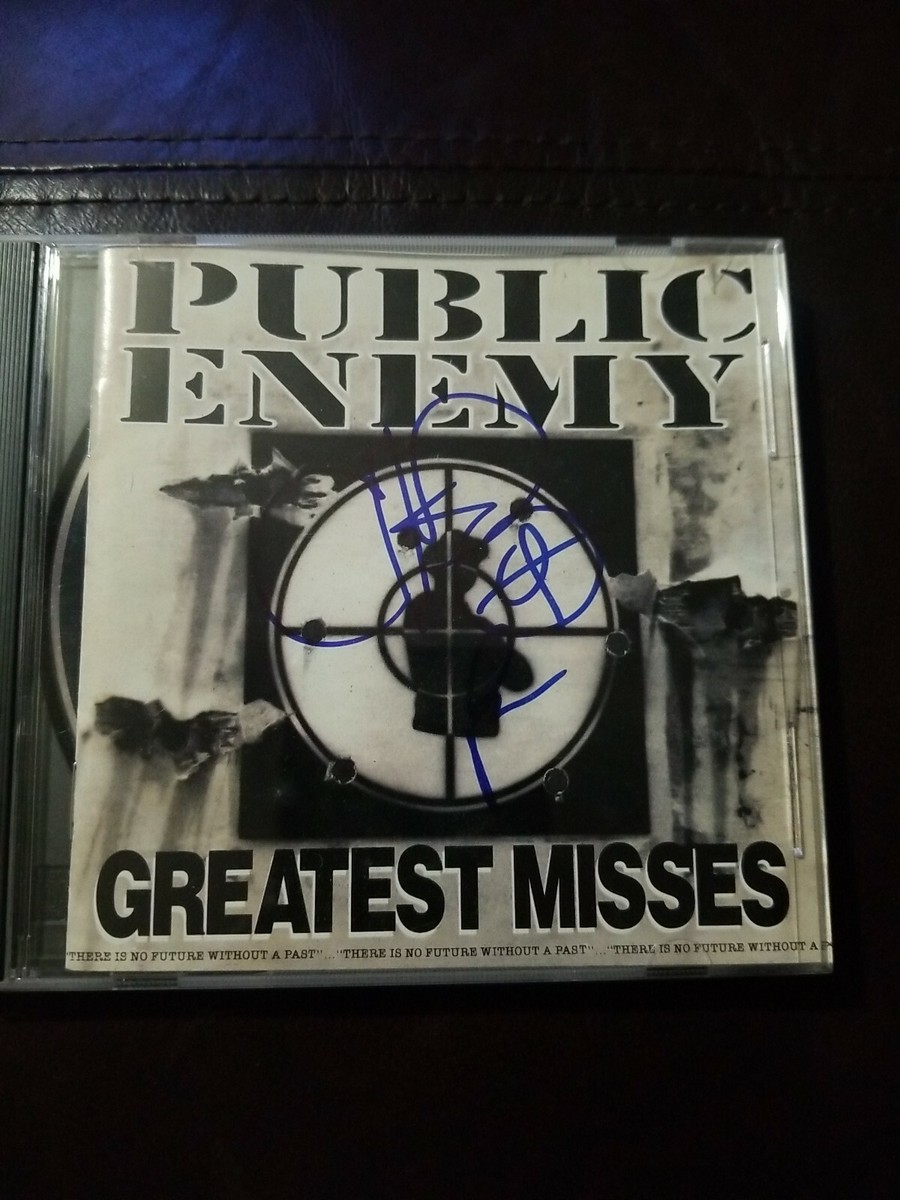 PUBLIC
ENEMY
GREATEST MISSES
"THERE IS NO FUTURE WITHOUT A PAST"..."THERE IS NO FUTURE WITHOUT A PAST"..."THERE IS NO FUTURE WITHOUT A